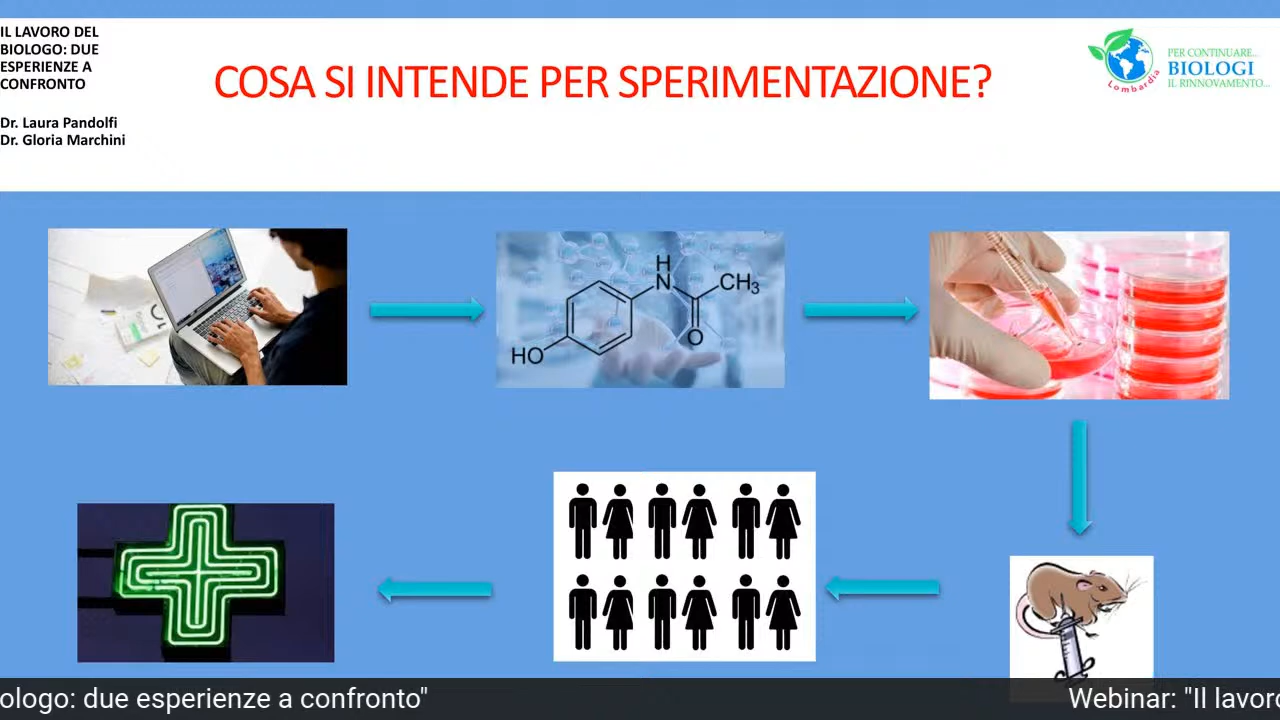 IL LAVORO DEL
BIOLOGO: DUE
ESPERIENZE A
CONFRONTO
Dr. Laura Pandolfi
Dr. Gloria Marchini
COSA SI INTENDE PER SPERIMENTAZIONE?
Lombardia
PER CONTINUARE...
BIOLOGI
IL RINNOVAMENTO...
HO
H
N
O
CH3
ologo: due esperienze a confronto"
Webinar: "Il lavoro